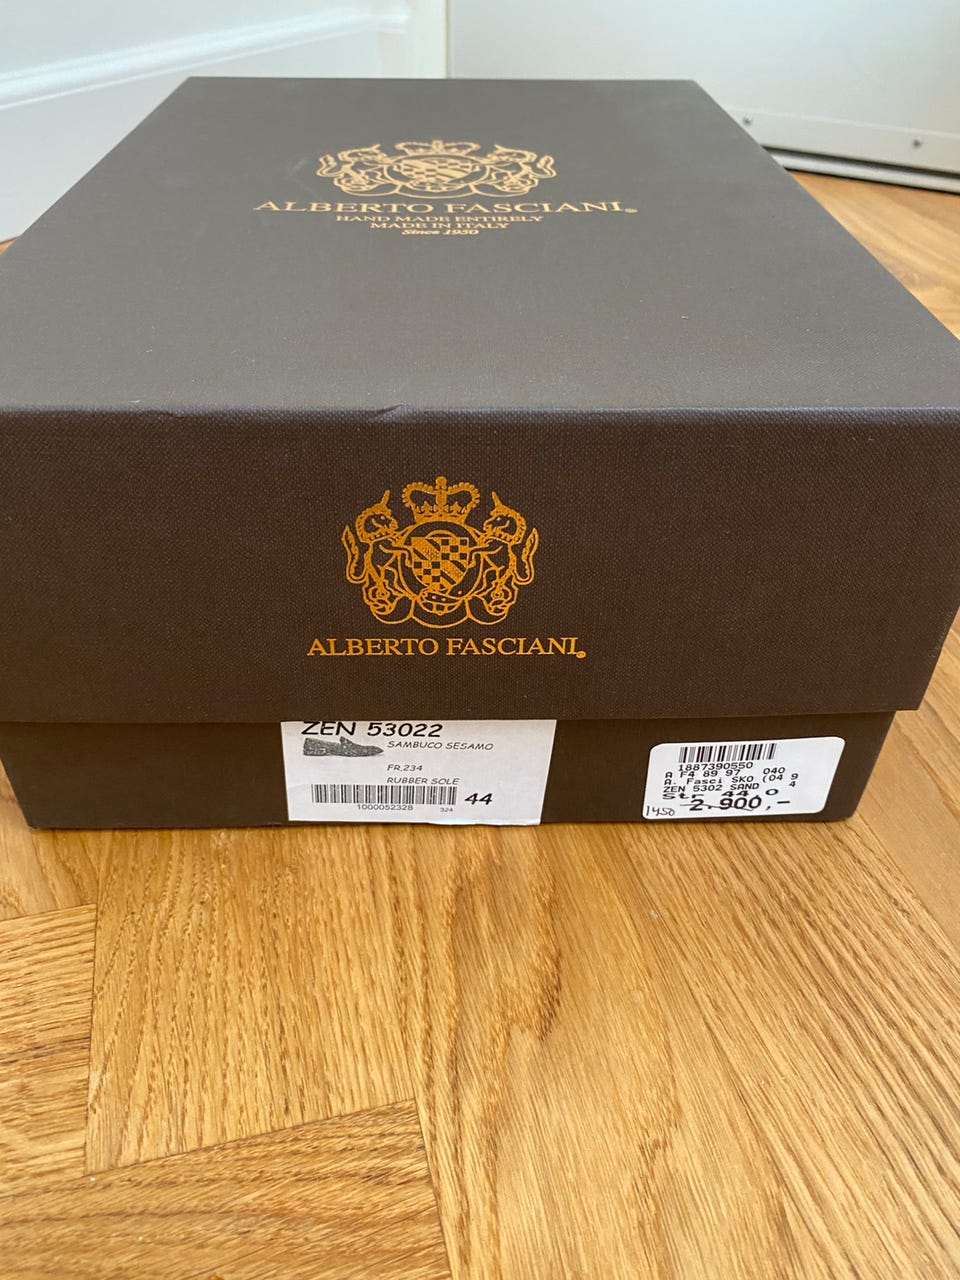 ALBERTO FASCIANI®
HAND MADE ENTIRELY
MADE IN ITALY
Since 1950
ALBERTO FASCIANI®
ZEN 53022
SAMBUCO SESAMO
FR.234
RUBBER SOLE
1000052328 324
44
1887390550
A F4 89 97 040
A. Fasci SKO (04 9
ZEN 5302 SAND 4
Str 44,0
1450 2.900,-